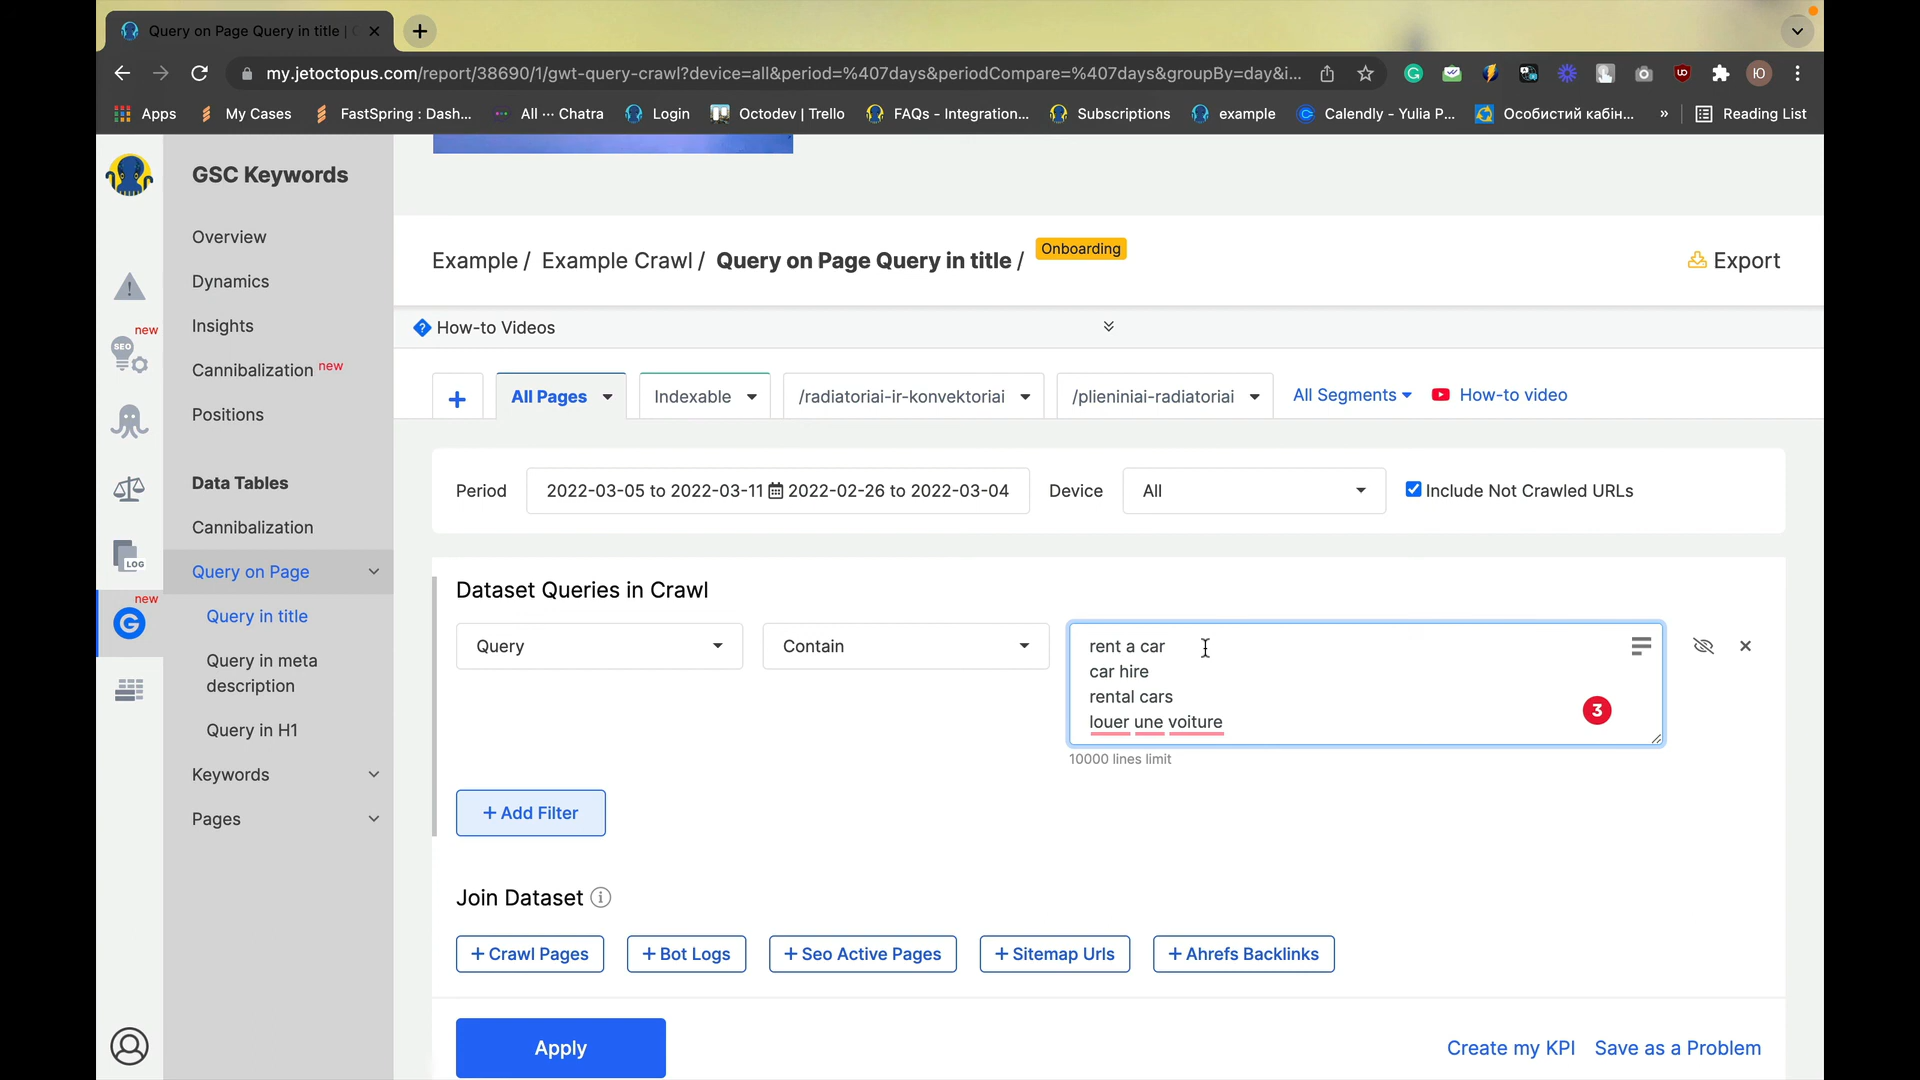 Query on Page Query in title |
my.jetoctopus.com/report/38690/1/gwt-query-crawl?device=all&period=%407days&periodCompare=%407days&groupBy=day&i...
Apps
My Cases
FastSpring : Dash...
All ··· Chatra
Login
Octodev | Trello
FAQs - Integration...
Subscriptions
example
Calendly - Yulia P...
Особистий кабін...
»
Reading List
GSC Keywords
Overview
Dynamics
Insights
Cannibalization new
Positions
Data Tables
Cannibalization
Query on Page
Query in title
Query in meta
description
Query in H1
Keywords
Pages
new
SEO
LOG
new
G
Example / Example Crawl / Query on Page Query in title / Onboarding
Export
How-to Videos
+ All Pages Indexable /radiatoriai-ir-konvektoriai /plieniniai-radiatoriai All Segments How-to video
Period 2022-03-05 to 2022-03-11 2022-02-26 to 2022-03-04 Device All Include Not Crawled URLs
Dataset Queries in Crawl
Query
Contain
rent a car
car hire
rental cars
louer une voiture
3
10000 lines limit
+ Add Filter
Join Dataset
+ Crawl Pages
+ Bot Logs
+ Seo Active Pages
+ Sitemap Urls
+ Ahrefs Backlinks
Apply
Create my KPI
Save as a Problem
Ю